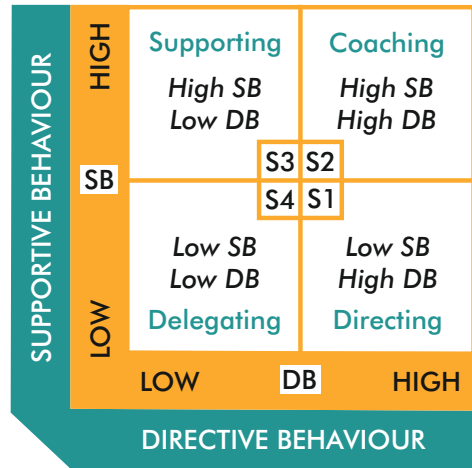 SUPPORTIVE BEHAVIOUR
HIGH
SB
LOW
Supporting
High SB
Low DB
Coaching
High SB
High DB
S3
S2
S4
S1
Low SB
Low DB
Delegating
Low SB
High DB
Directing
LOW
DB
HIGH
DIRECTIVE BEHAVIOUR